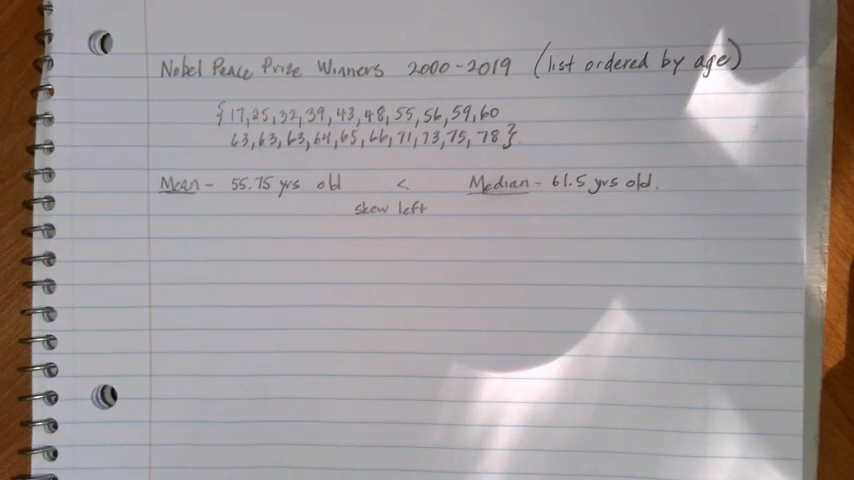 Nobel Peace Prize Winners 2000-2019 (list ordered by age)
{17,25,32,39,43,48,55,56,59,60
63,63,63,64,65,66,71,73,75,78}
Mean - 55.75 yrs old < Median - 61.5 yrs old.
skew left